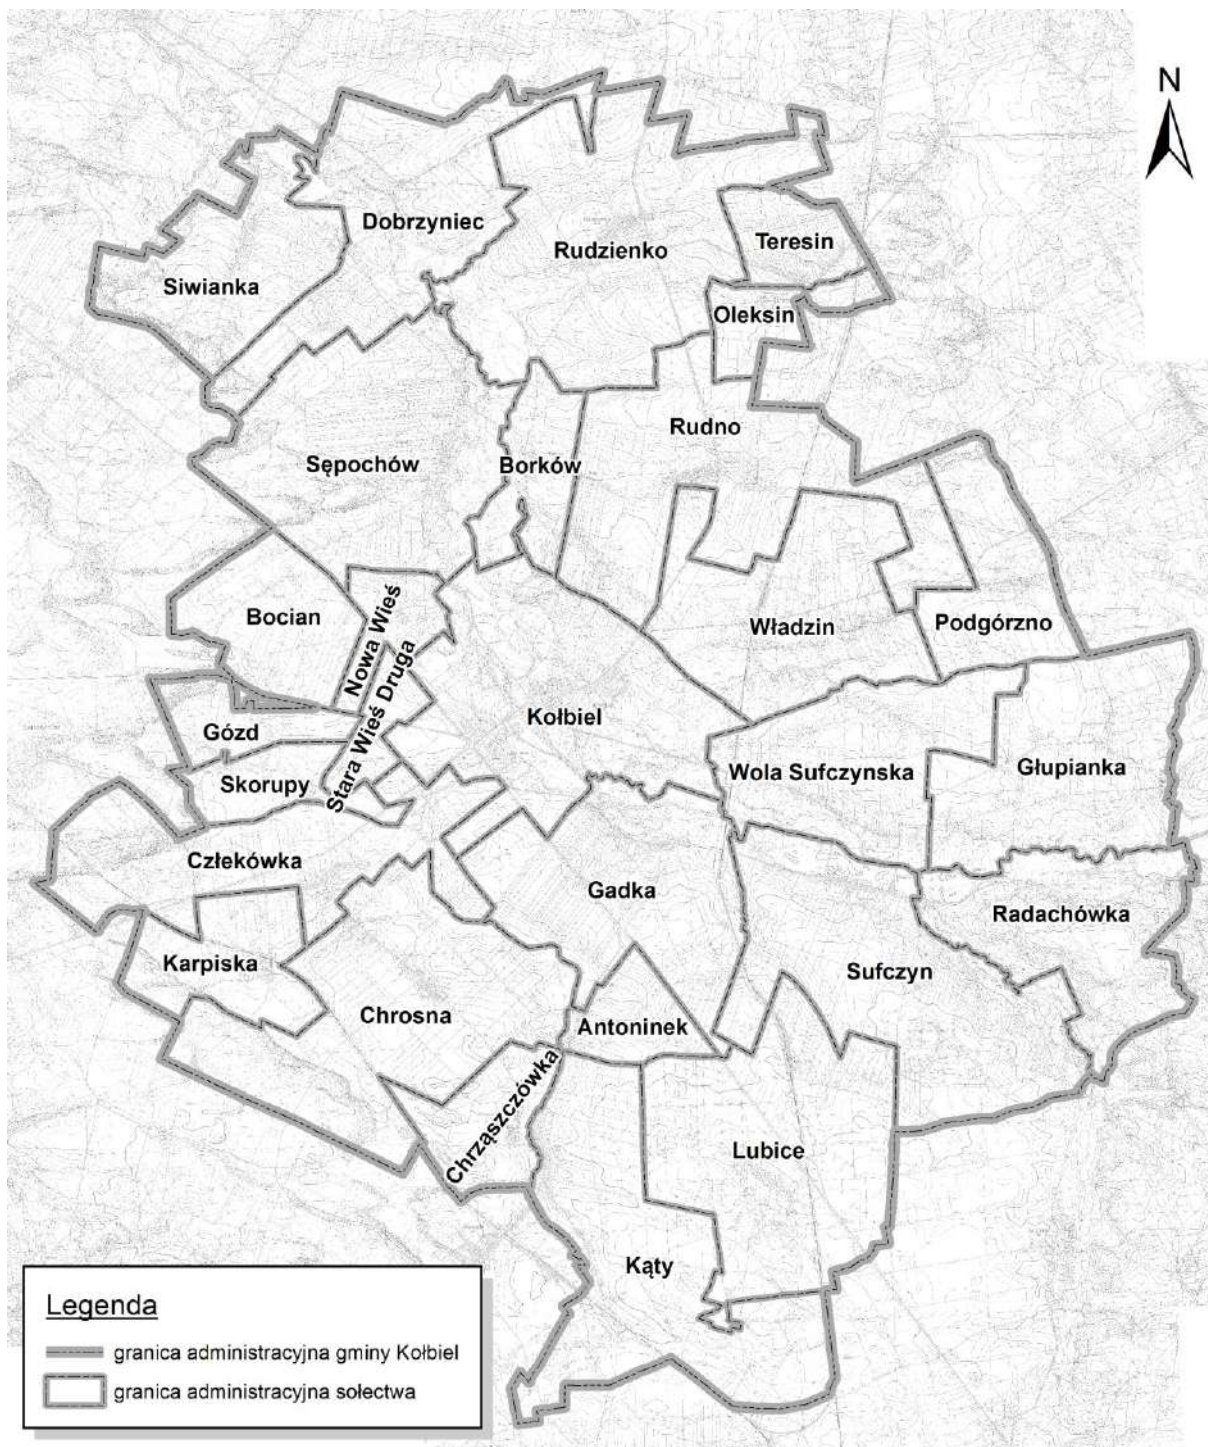 N
Dobrzyniec
Rudzienko
Teresin
Siwianka
Oleksin
Rudno
Sępochów
Borków
Bocian
Nowa Wieś
Władzin
Podgórzno
Stara Wieś Druga
Kołbiel
Gózd
Wola Sufczynska
Głupianka
Skorupy
Człekówka
Gadka
Radachówka
Karpiska
Sufczyn
Chrosna
Antoninek
Chrząszczówka
Lubice
Kąty
Legenda
granica administracyjna gminy Kołbiel
granica administracyjna sołectwa